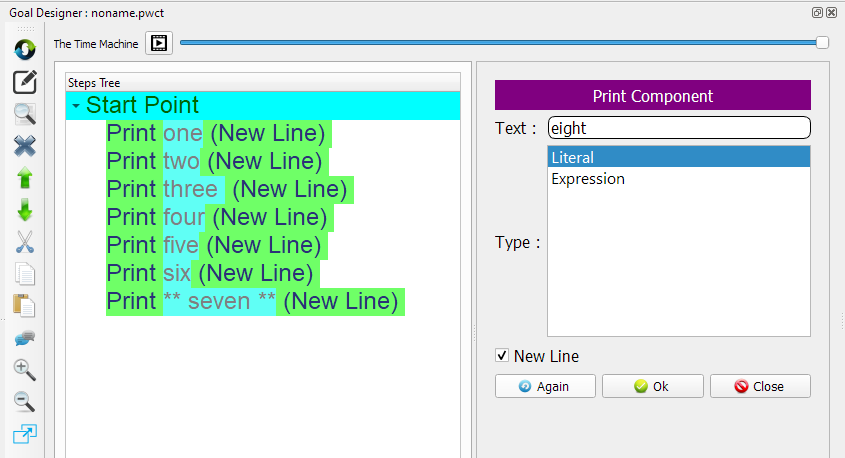 Goal Designer : noname.pwct
The Time Machine
Steps Tree
Start Point
Print one (New Line)
Print two (New Line)
Print three (New Line)
Print four (New Line)
Print five (New Line)
Print six (New Line)
Print ** seven ** (New Line)
Print Component
Text : eight
Literal
Expression
Type :
New Line
Again Ok Close